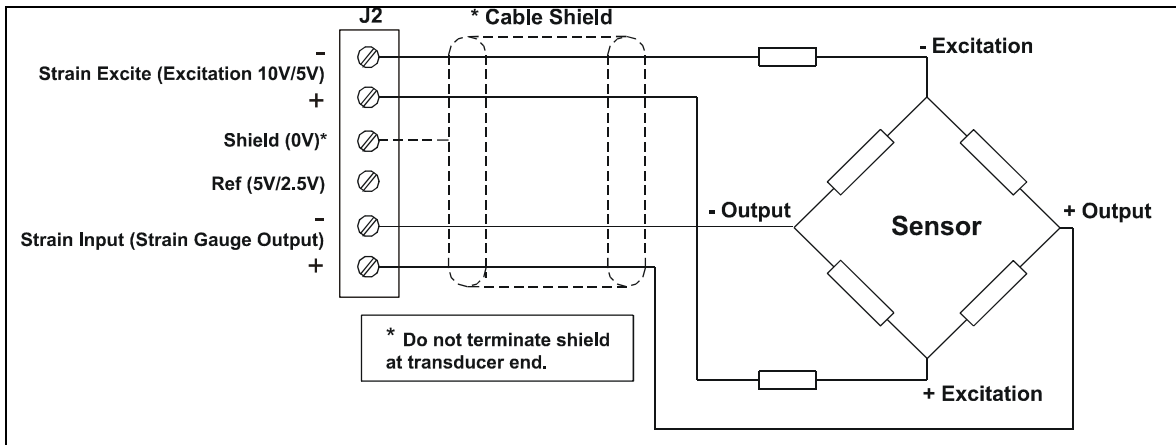 J2
* Cable Shield
- Excitation
−
Strain Excite (Excitation 10V/5V)
+
Shield (0V)*
Ref (5V/2.5V)
−
Strain Input (Strain Gauge Output)
+
- Output
Sensor
+ Output
* Do not terminate shield
at transducer end.
+ Excitation